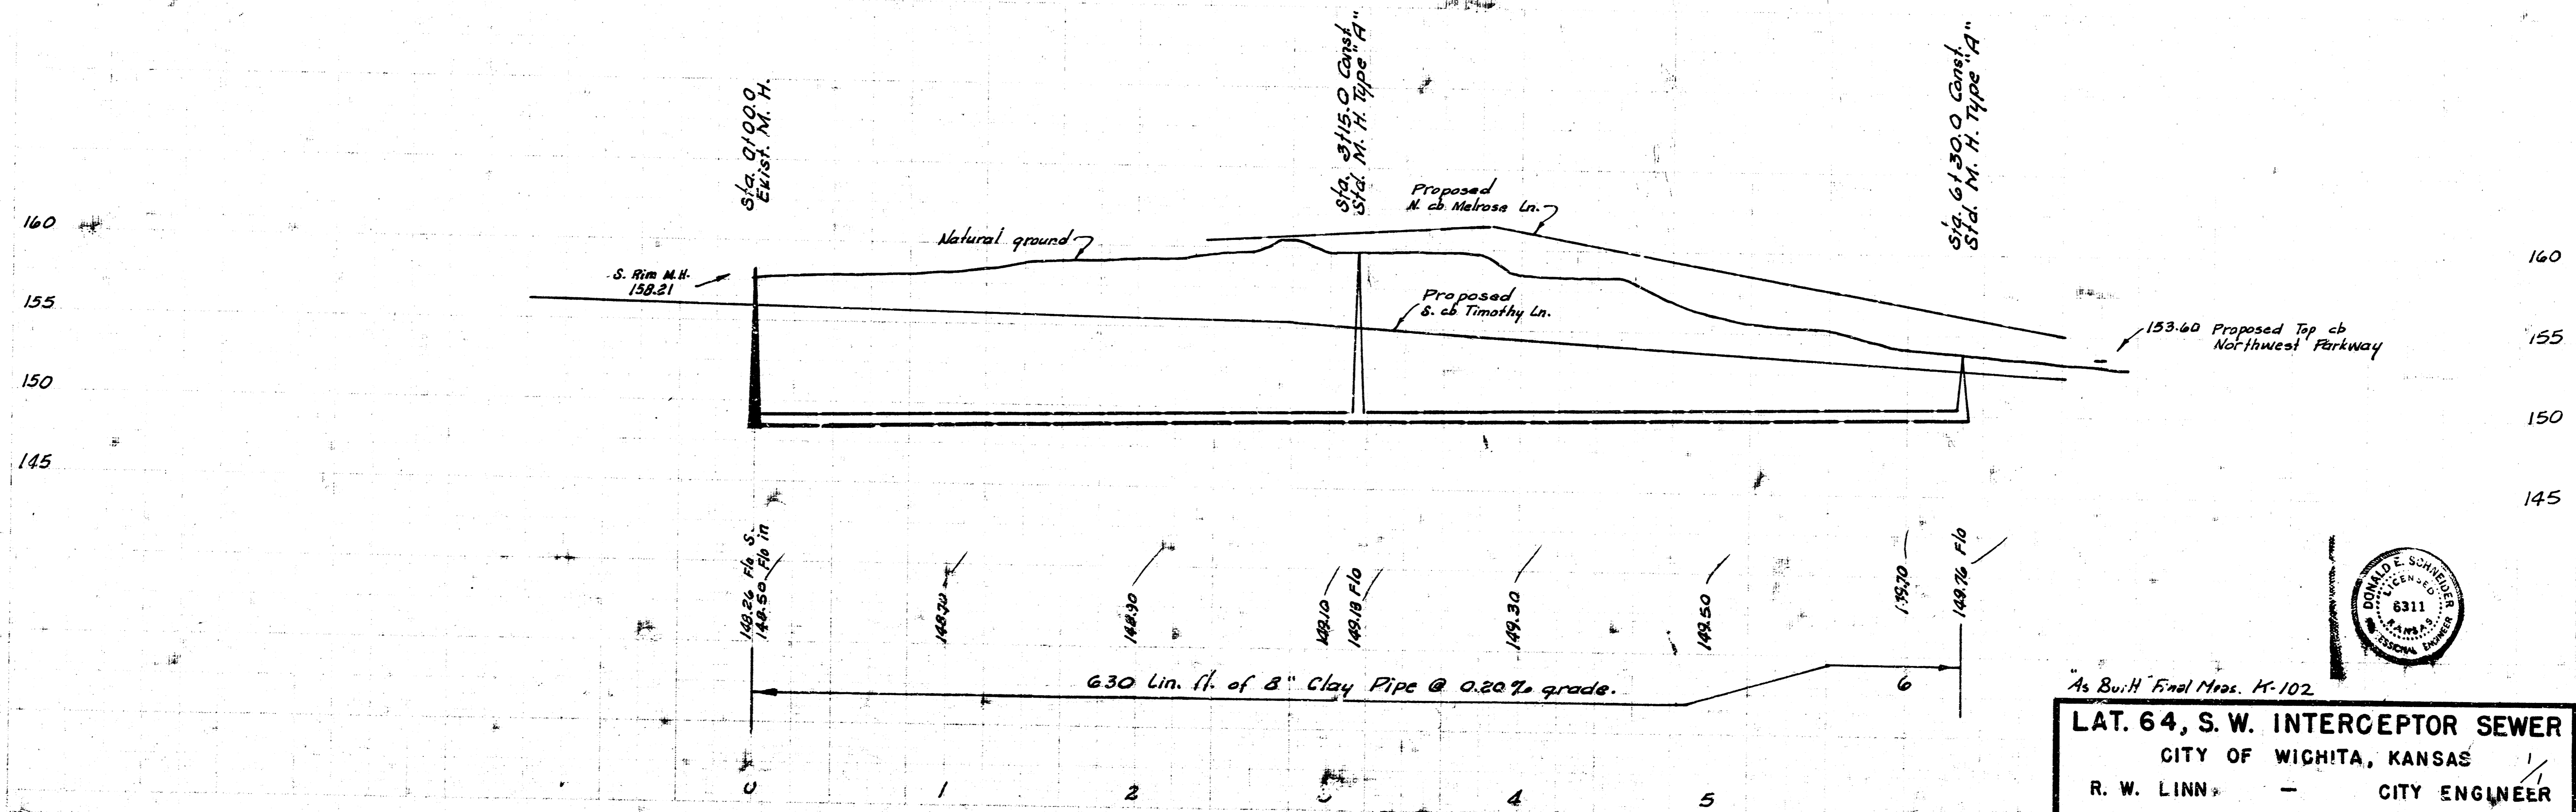 Sta. 0+00.0
Exist. M. H.
Sta. 3+15.0 Const.
Std. M. H. Type "A"
Sta. 6+30.0 Const.
Std. M. H. Type "A"
160
155
150
145
S. Rim M.H.
158.21
Natural ground
Proposed
N. cb Melrose Ln.
Proposed
S. cb Timothy Ln.
153.60 Proposed Top cb
Northwest Parkway
160
155
150
145
148.26 Flo S.
148.50 Flo in
148.70
148.90
149.10
149.18 Flo
149.30
149.50
139.70
149.76 Flo
630 Lin. ft. of 8" Clay Pipe @ 0.20% grade.
6
0
1
2
4
5
DONALD E. SCHNEIDER
LICENSED
6311
KANSAS
PROFESSIONAL ENGINEER
"As Built" Final Meas. K-102
LAT. 64, S. W. INTERCEPTOR SEWER
CITY OF WICHITA, KANSAS
1/1
R. W. LINN - CITY ENGINEER